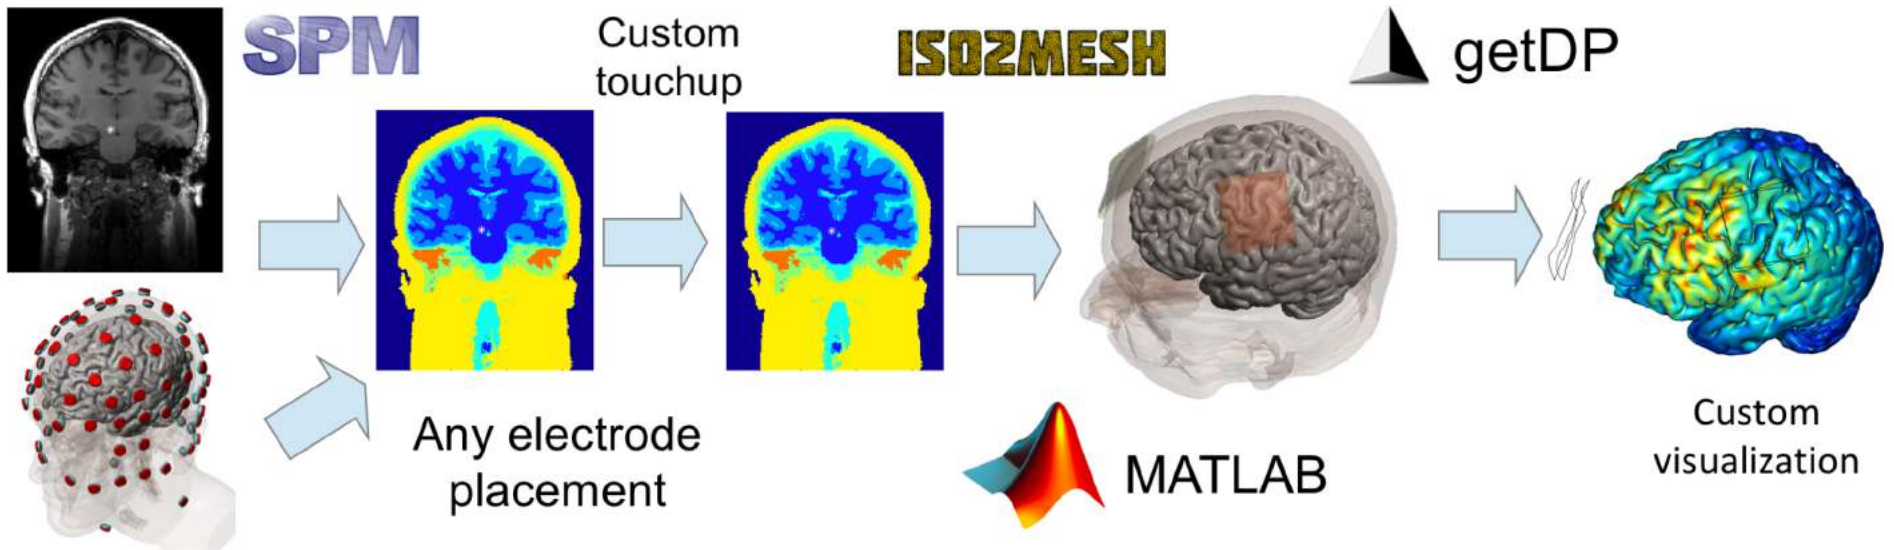 SPM
Custom
touchup
ISO2MESH
getDP
Any electrode
placement
MATLAB
Custom
visualization